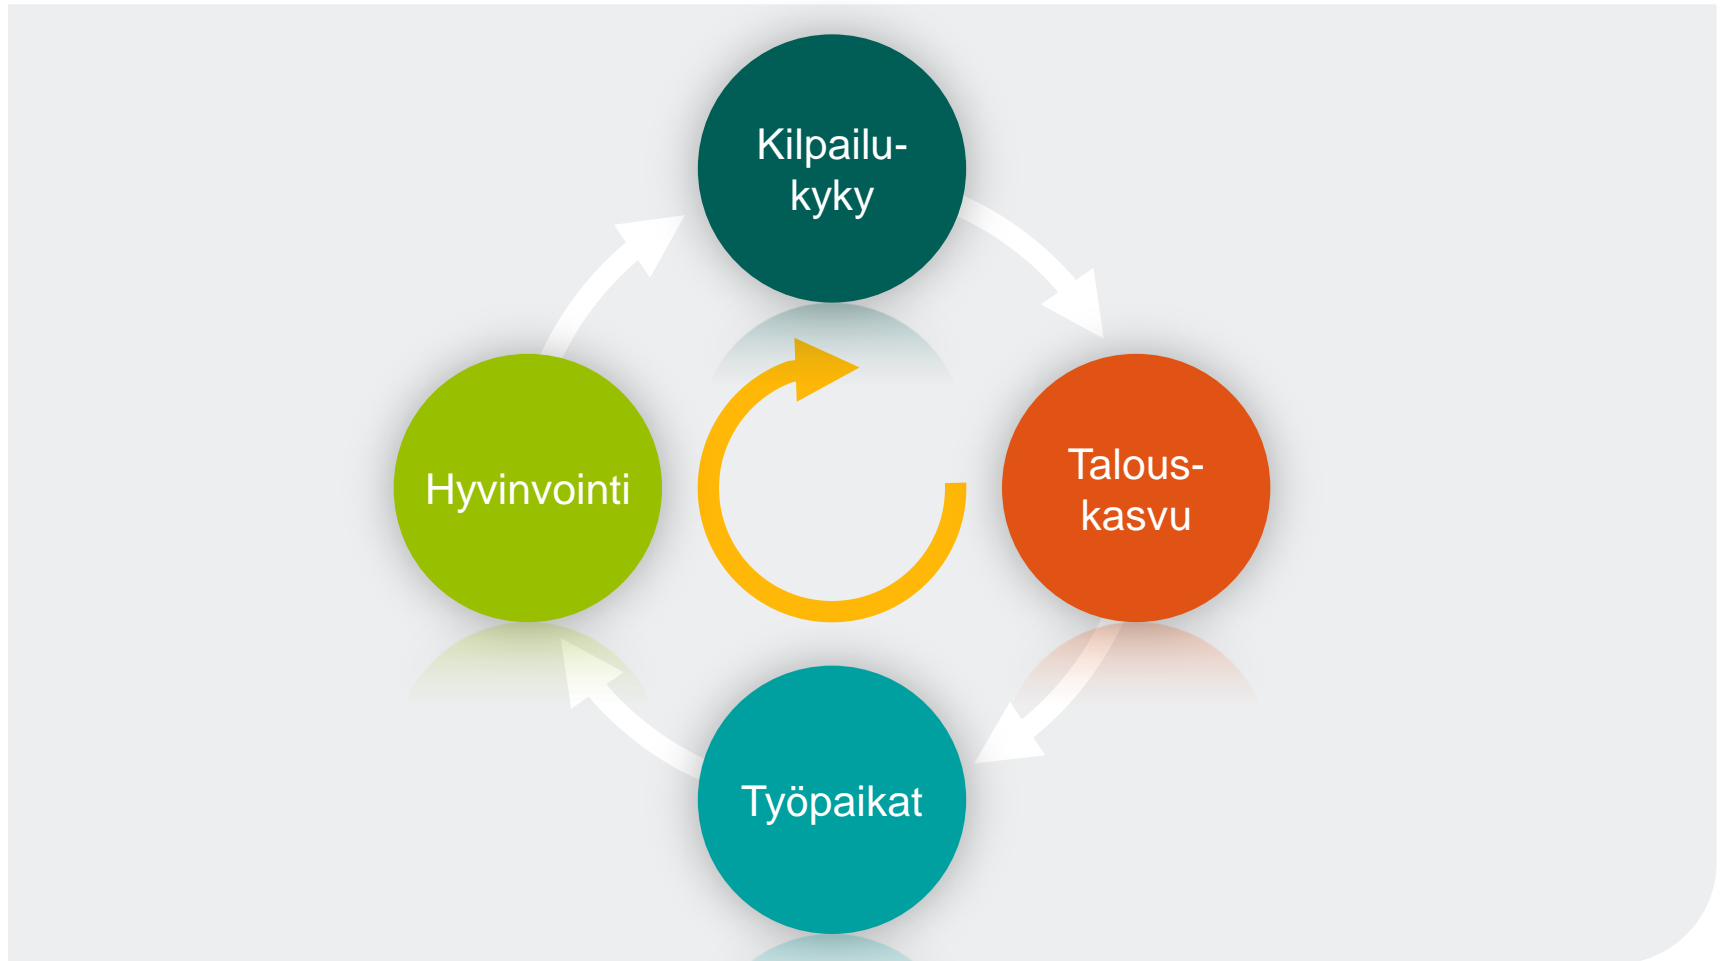 Kilpailu-
kyky
Talous-
kasvu
Työpaikat
Hyvinvointi